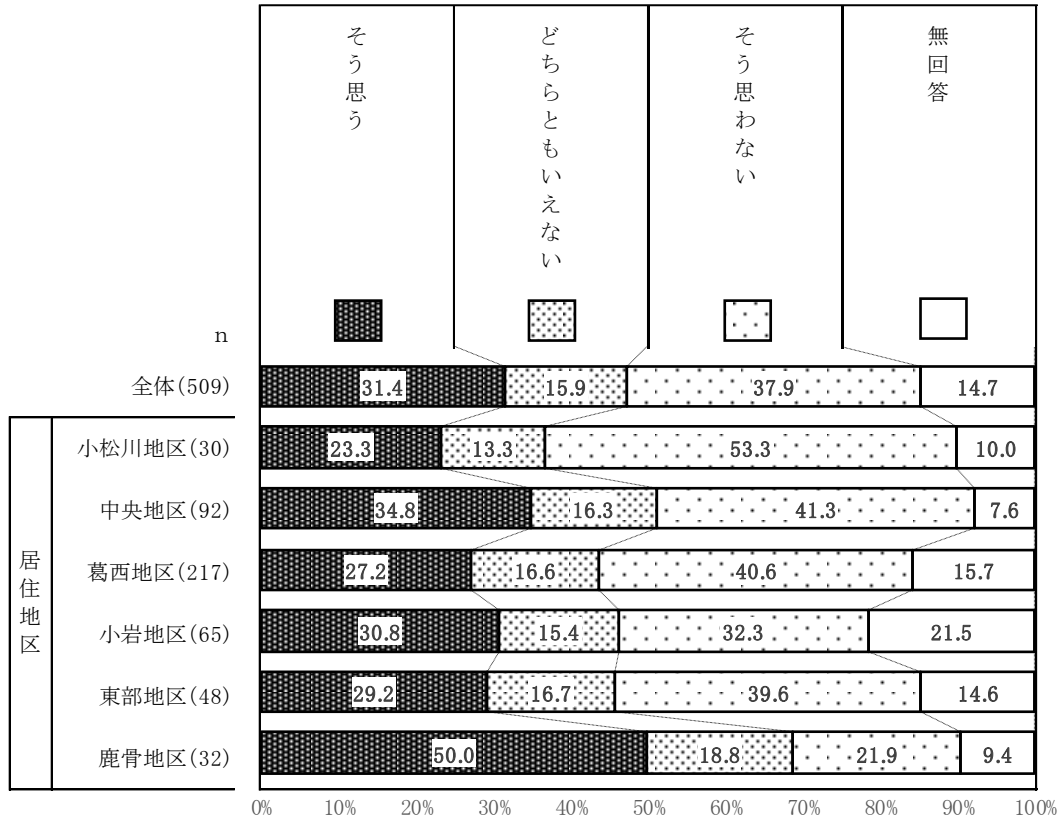 そう思う
どちらともいえない
そう思わない
無回答
n
全体(509) 31.4 15.9 37.9 14.7
居住地区
小松川地区(30) 23.3 13.3 53.3 10.0
中央地区(92) 34.8 16.3 41.3 7.6
葛西地区(217) 27.2 16.6 40.6 15.7
小岩地区(65) 30.8 15.4 32.3 21.5
東部地区(48) 29.2 16.7 39.6 14.6
鹿骨地区(32) 50.0 18.8 21.9 9.4
0% 10% 20% 30% 40% 50% 60% 70% 80% 90% 100%